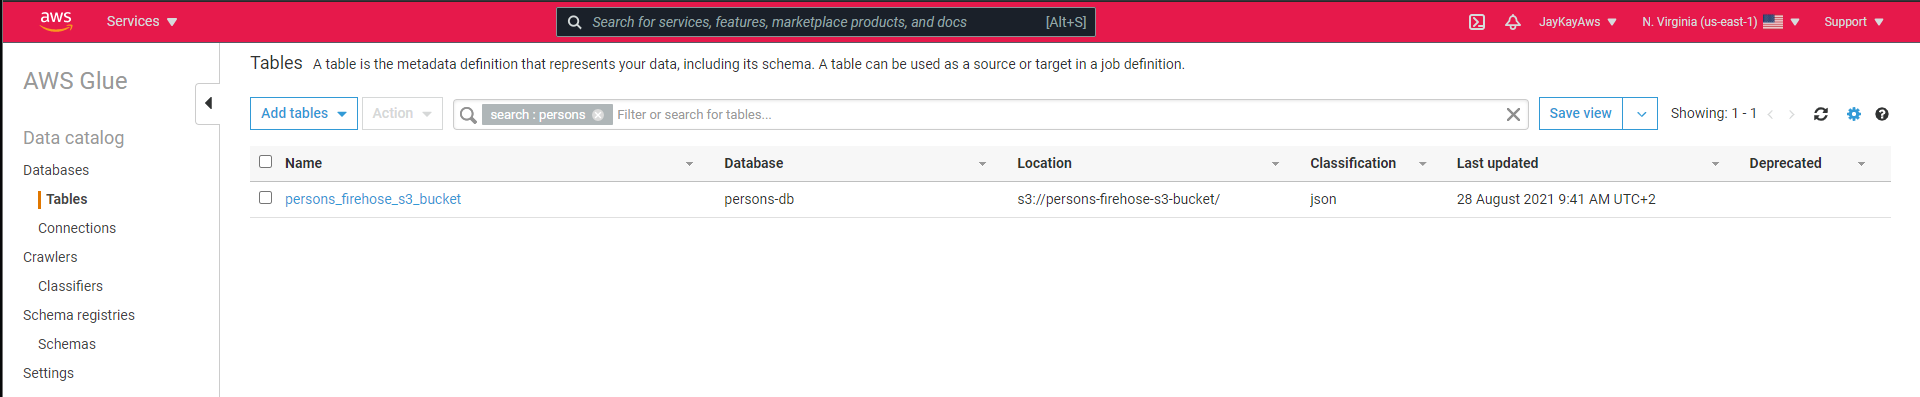 aws Services Search for services, features, marketplace products, and docs [Alt+S] JayKayAws N. Virginia (us-east-1) Support
AWS Glue
Data catalog
Databases
Tables
Connections
Crawlers
Classifiers
Schema registries
Schemas
Settings
Tables A table is the metadata definition that represents your data, including its schema. A table can be used as a source or target in a job definition.
Add tables Action search : persons Filter or search for tables... Save view Showing: 1 - 1
Name Database Location Classification Last updated Deprecated
persons_firehose_s3_bucket persons-db s3://persons-firehose-s3-bucket/ json 28 August 2021 9:41 AM UTC+2